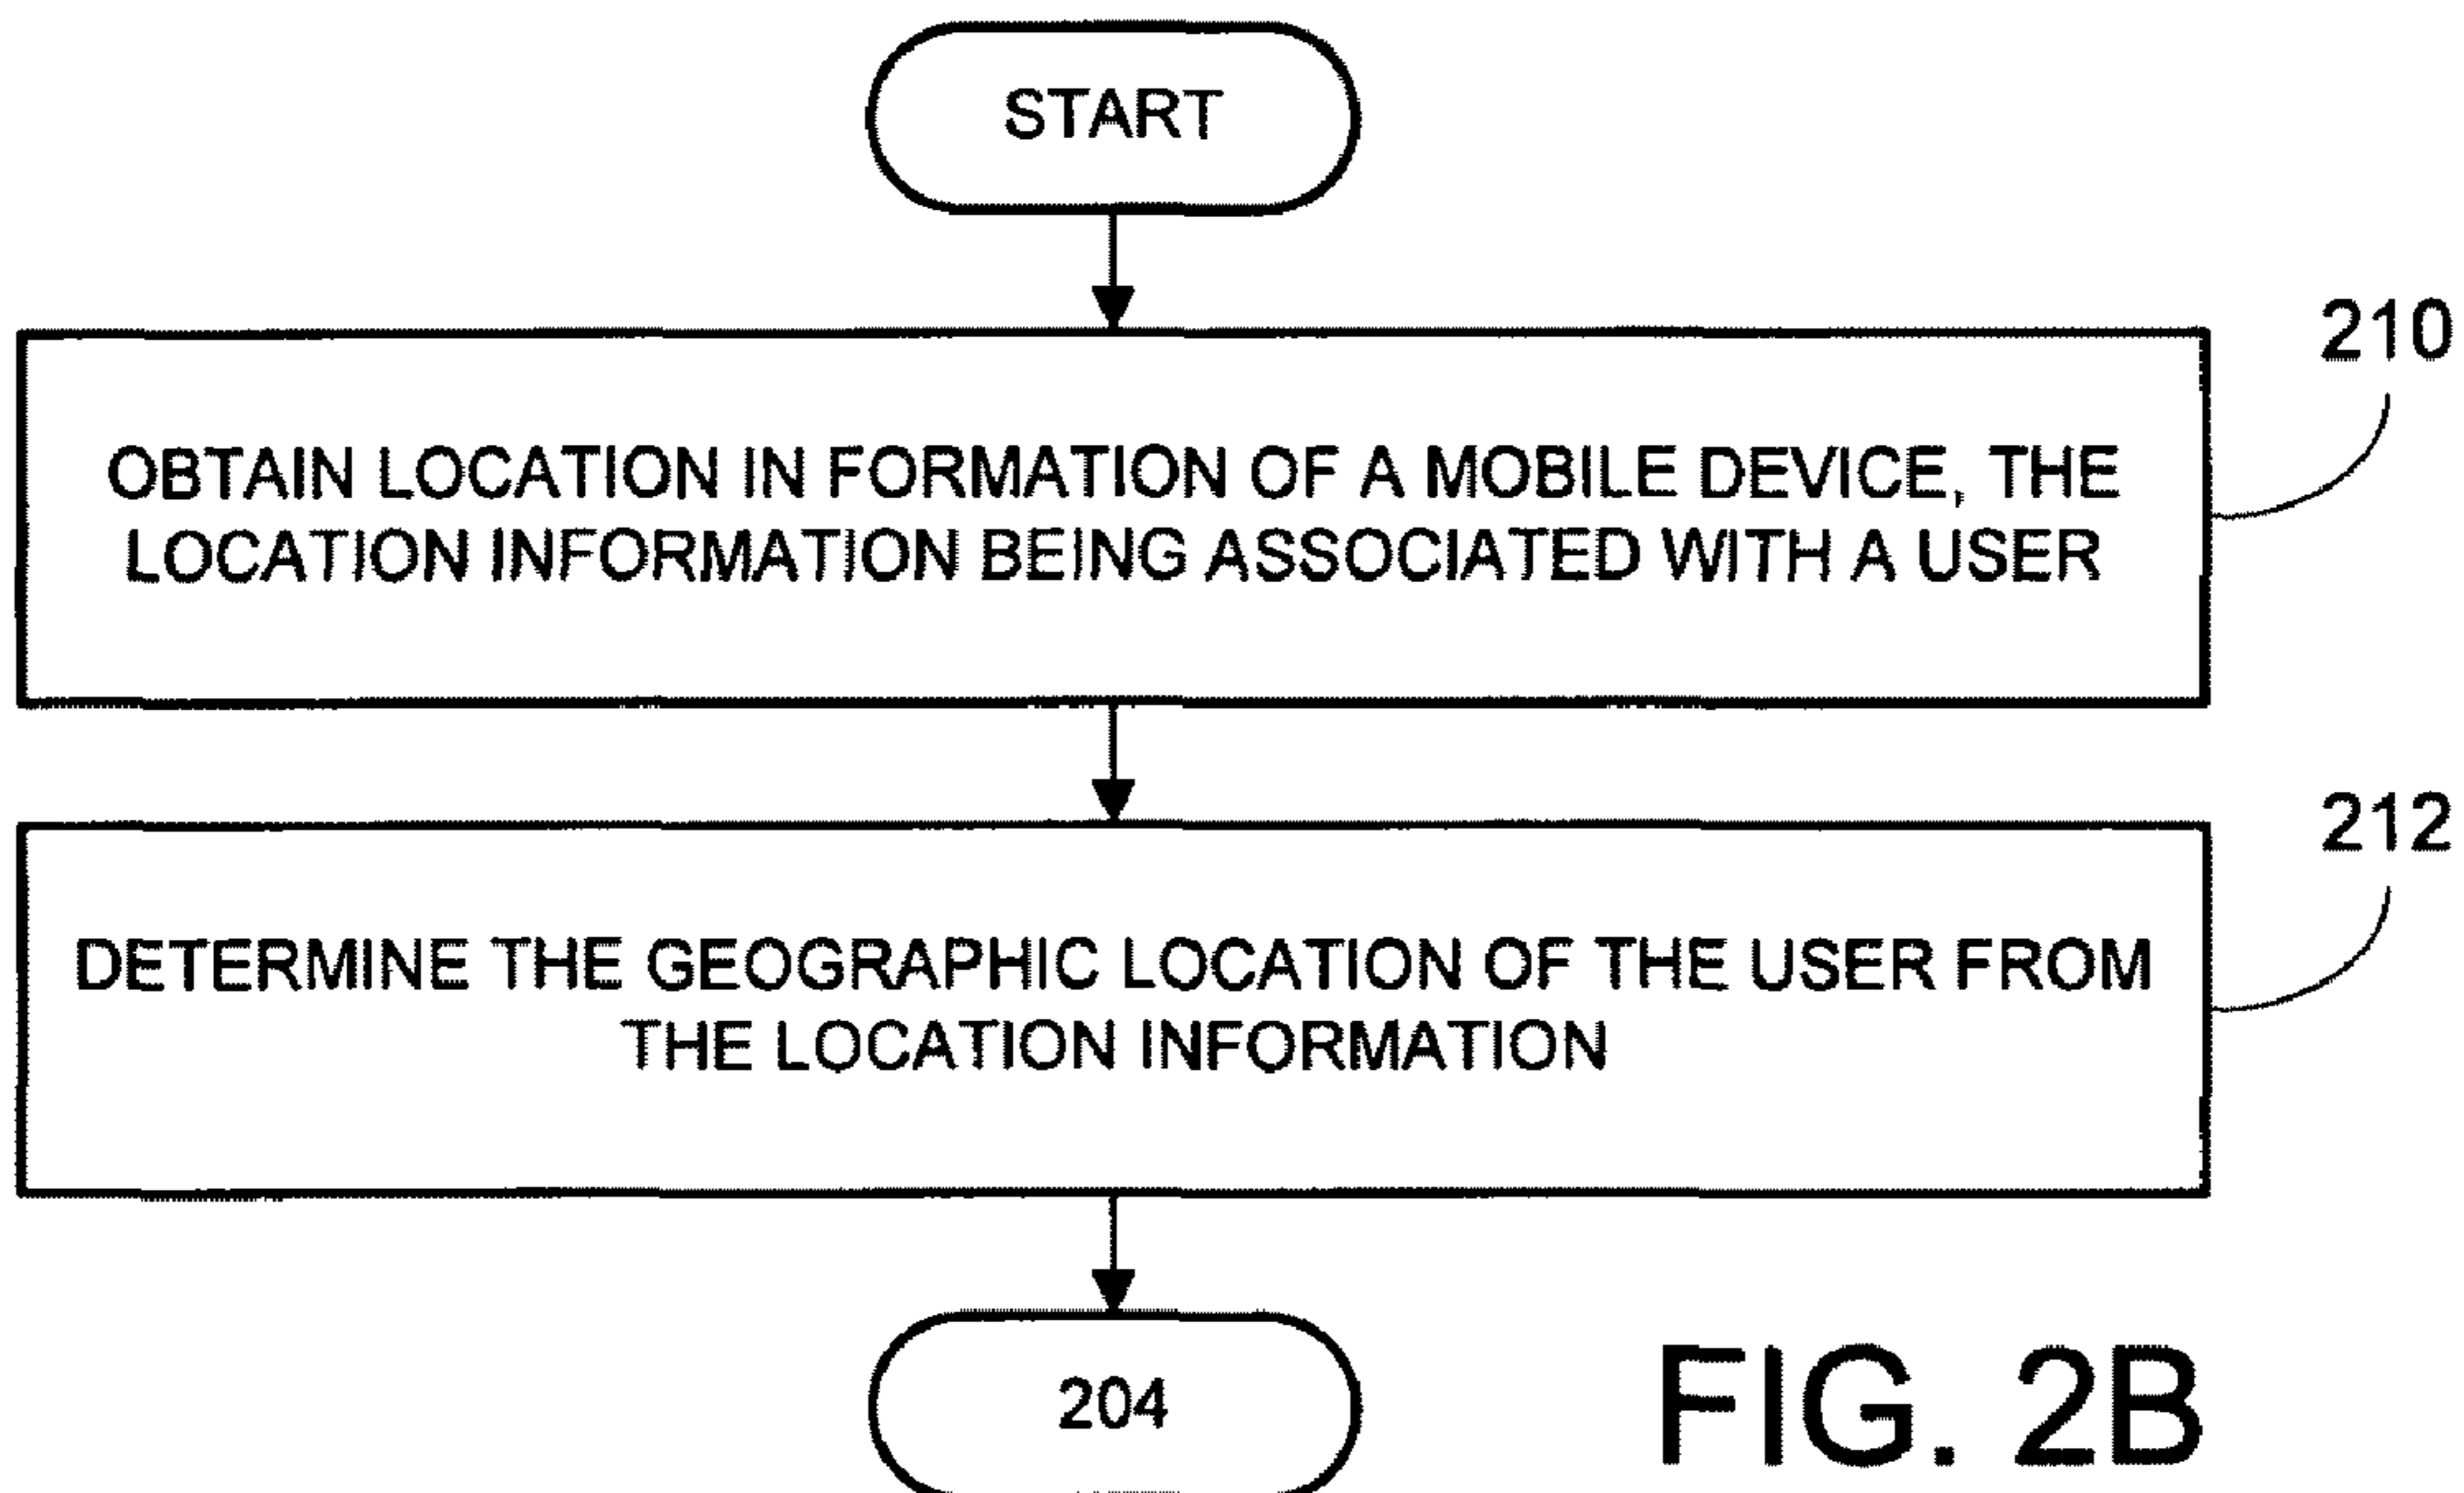 START
210
OBTAIN LOCATION IN FORMATION OF A MOBILE DEVICE, THE
LOCATION INFORMATION BEING ASSOCIATED WITH A USER
212
DETERMINE THE GEOGRAPHIC LOCATION OF THE USER FROM
THE LOCATION INFORMATION
204
FIG. 2B